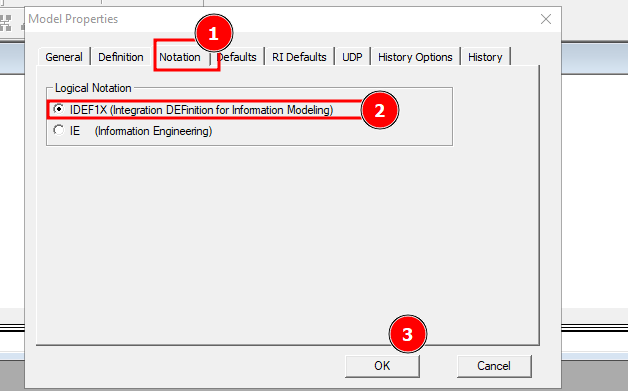 Model Properties
1
General Definition Notation Defaults RI Defaults UDP History Options History
Logical Notation
IDEF1X (Integration DEFinition for Information Modeling)
2
IE (Information Engineering)
3
OK Cancel